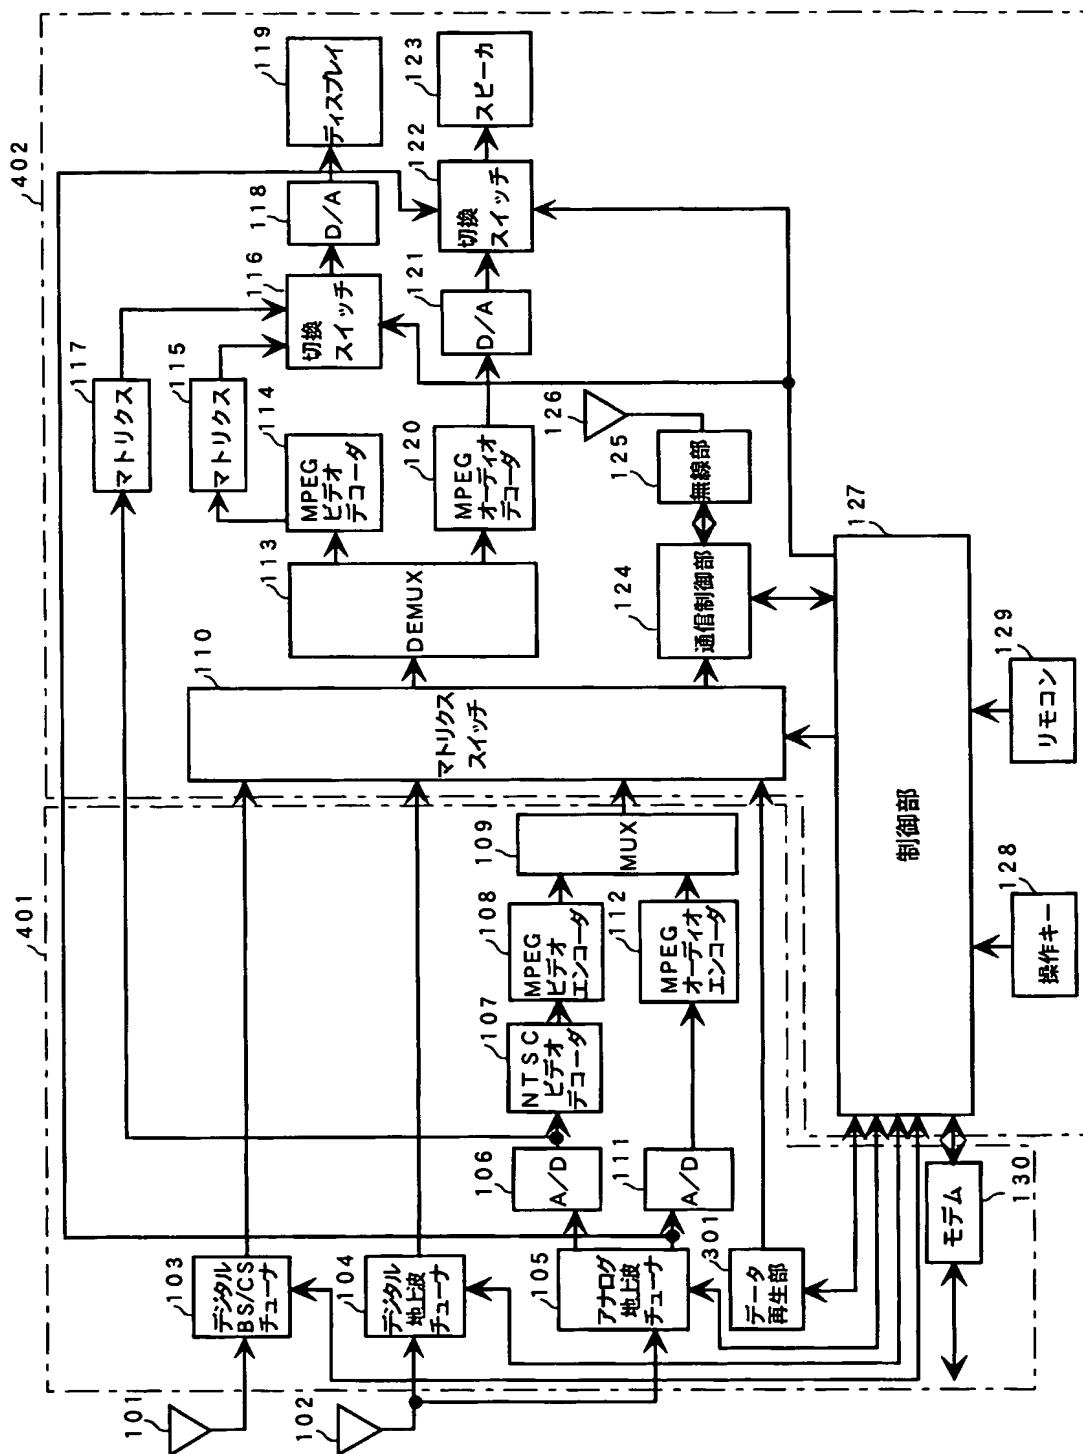 401
402
101
102
103
デジタル
BS/CS
チューナ
104
デジタル
地上波
チューナ
105
アナログ
地上波
チューナ
301
データ
再生部
106
A/D
111
A/D
107
NTSC
ビデオ
デコーダ
108
MPEG
ビデオ
エンコーダ
112
MPEG
オーディオ
エンコーダ
109
MUX
110
マトリクス
スイッチ
113
DEMUX
114
MPEG
ビデオ
デコーダ
120
MPEG
オーディオ
デコーダ
115
マトリクス
117
マトリクス
116
切換
スイッチ
118
D/A
119
ディスプレイ
121
D/A
122
切換
スイッチ
123
スピーカ
124
通信制御部
125
無線部
126
127
制御部
128
操作キー
129
リモコン
130
モデム